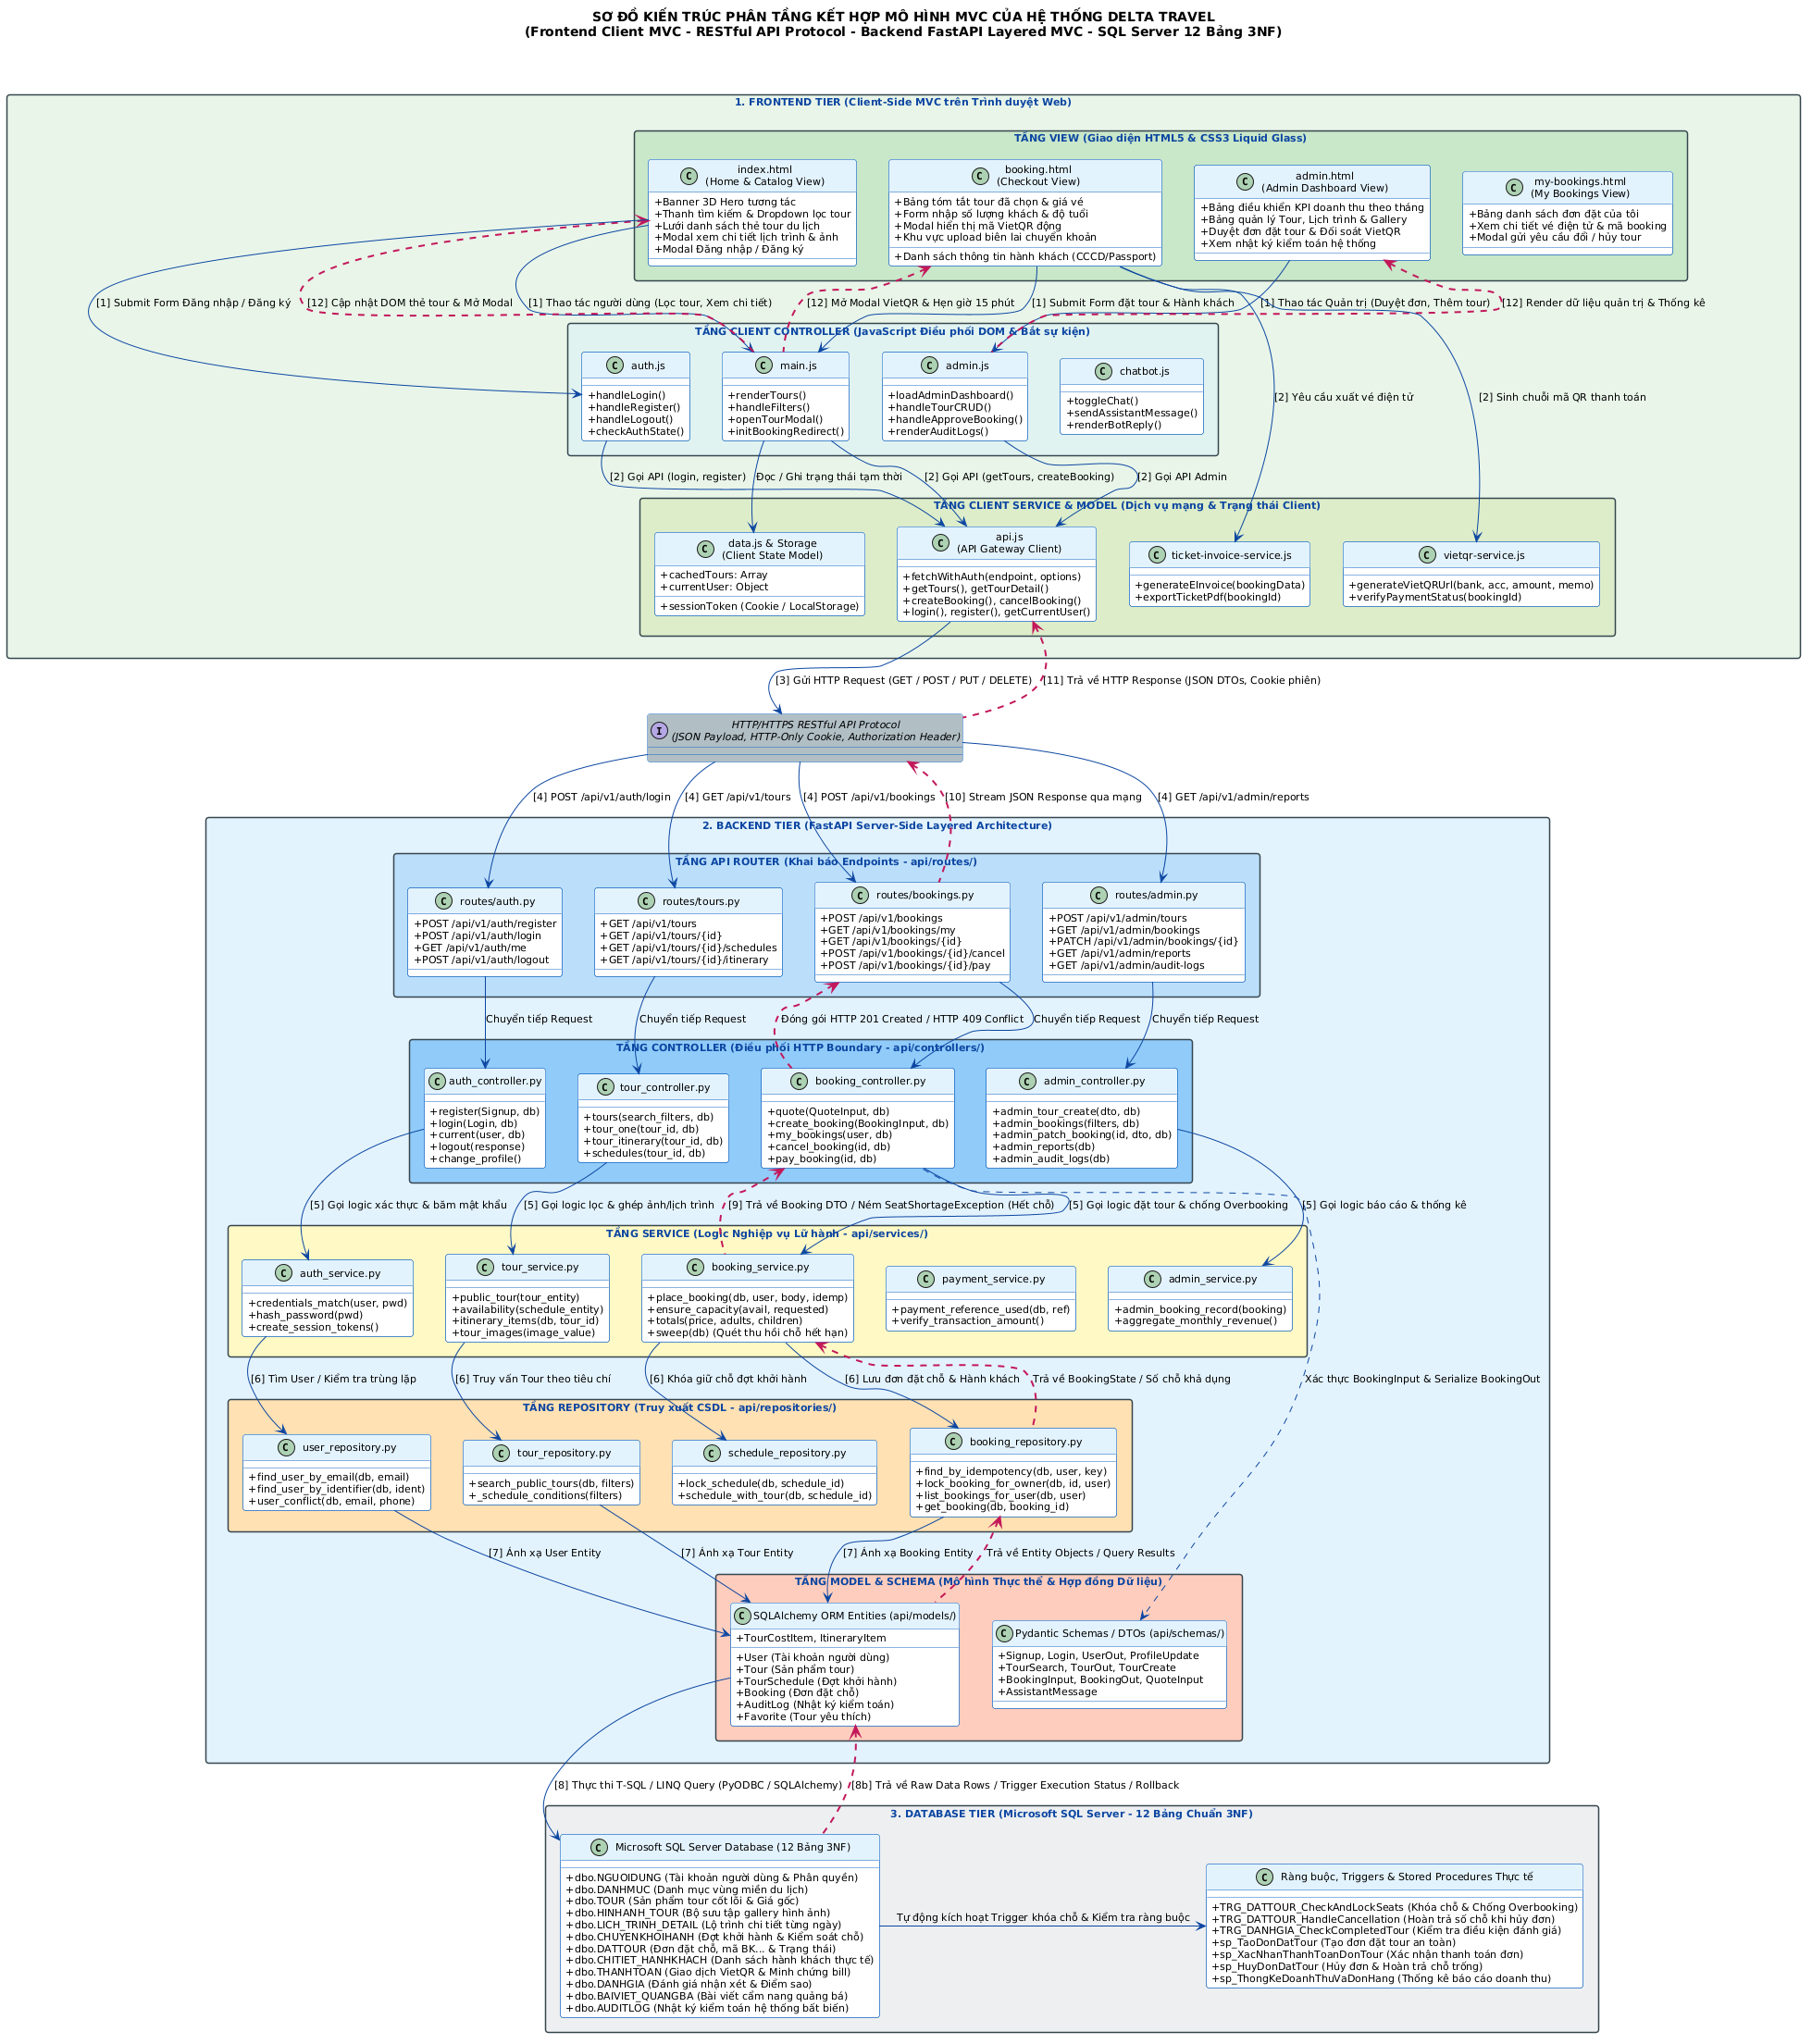 SƠ ĐỒ KIẾN TRÚC PHÂN TẦNG KẾT HỢP MÔ HÌNH MVC CỦA HỆ THỐNG DELTA TRAVEL
(Frontend Client MVC - RESTful API Protocol - Backend FastAPI Layered MVC - SQL Server 12 Bảng 3NF)
1. FRONTEND TIER (Client-Side MVC trên Trình duyệt Web)
TẦNG VIEW (Giao diện HTML5 & CSS3 Liquid Glass)
C index.html
(Home & Catalog View)
+Banner 3D Hero tương tác
+Thanh tìm kiếm & Dropdown lọc tour
+Lưới danh sách thẻ tour du lịch
+Modal xem chi tiết lịch trình & ảnh
+Modal Đăng nhập / Đăng ký
C booking.html
(Checkout View)
+Bảng tóm tắt tour đã chọn & giá vé
+Form nhập số lượng khách & độ tuổi
+Modal hiển thị mã VietQR động
+Khu vực upload biên lai chuyển khoản
+Danh sách thông tin hành khách (CCCD/Passport)
C admin.html
(Admin Dashboard View)
+Bảng điều khiển KPI doanh thu theo tháng
+Bảng quản lý Tour, Lịch trình & Gallery
+Duyệt đơn đặt tour & Đối soát VietQR
+Xem nhật ký kiểm toán hệ thống
C my-bookings.html
(My Bookings View)
+Bảng danh sách đơn đặt của tôi
+Xem chi tiết vé điện tử & mã booking
+Modal gửi yêu cầu đổi / hủy tour
[1] Submit Form Đăng nhập / Đăng ký
[12] Cập nhật DOM thẻ tour & Mở Modal
[1] Thao tác người dùng (Lọc tour, Xem chi tiết)
[12] Mở Modal VietQR & Hẹn giờ 15 phút
[1] Submit Form đặt tour & Hành khách
[1] Thao tác Quản trị (Duyệt đơn, Thêm tour)
[12] Render dữ liệu quản trị & Thống kê
TẦNG CLIENT CONTROLLER (JavaScript Điều phối DOM & Bắt sự kiện)
C auth.js
+handleLogin()
+handleRegister()
+handleLogout()
+checkAuthState()
C main.js
+renderTours()
+handleFilters()
+openTourModal()
+initBookingRedirect()
C admin.js
+loadAdminDashboard()
+handleTourCRUD()
+handleApproveBooking()
+renderAuditLogs()
C chatbot.js
+toggleChat()
+sendAssistantMessage()
+renderBotReply()
[2] Yêu cầu xuất vé điện tử
[2] Sinh chuỗi mã QR thanh toán
[2] Gọi API (login, register)
Đọc / Ghi trạng thái tạm thời
[2] Gọi API (getTours, createBooking)
[2] Gọi API Admin
TẦNG CLIENT SERVICE & MODEL (Dịch vụ mạng & Trạng thái Client)
C data.js & Storage
(Client State Model)
+cachedTours: Array
+currentUser: Object
+sessionToken (Cookie / LocalStorage)
C api.js
(API Gateway Client)
+fetchWithAuth(endpoint, options)
+getTours(), getTourDetail()
+createBooking(), cancelBooking()
+login(), register(), getCurrentUser()
C ticket-invoice-service.js
+generateEInvoice(bookingData)
+exportTicketPdf(bookingId)
C vietqr-service.js
+generateVietQRUrl(bank, acc, amount, memo)
+verifyPaymentStatus(bookingId)
[3] Gửi HTTP Request (GET / POST / PUT / DELETE)
[11] Trả về HTTP Response (JSON DTOs, Cookie phiên)
I HTTP/HTTPS RESTful API Protocol
(JSON Payload, HTTP-Only Cookie, Authorization Header)
[4] POST /api/v1/auth/login
[4] GET /api/v1/tours
[4] POST /api/v1/bookings
[10] Stream JSON Response qua mạng
[4] GET /api/v1/admin/reports
2. BACKEND TIER (FastAPI Server-Side Layered Architecture)
TẦNG API ROUTER (Khai báo Endpoints - api/routes/)
C routes/auth.py
+POST /api/v1/auth/register
+POST /api/v1/auth/login
+GET /api/v1/auth/me
+POST /api/v1/auth/logout
C routes/tours.py
+GET /api/v1/tours
+GET /api/v1/tours/{id}
+GET /api/v1/tours/{id}/schedules
+GET /api/v1/tours/{id}/itinerary
C routes/bookings.py
+POST /api/v1/bookings
+GET /api/v1/bookings/my
+GET /api/v1/bookings/{id}
+POST /api/v1/bookings/{id}/cancel
+POST /api/v1/bookings/{id}/pay
C routes/admin.py
+POST /api/v1/admin/tours
+GET /api/v1/admin/bookings
+PATCH /api/v1/admin/bookings/{id}
+GET /api/v1/admin/reports
+GET /api/v1/admin/audit-logs
Chuyển tiếp Request
Chuyển tiếp Request
Đóng gói HTTP 201 Created / HTTP 409 Conflict
Chuyển tiếp Request
Chuyển tiếp Request
TẦNG CONTROLLER (Điều phối HTTP Boundary - api/controllers/)
C auth_controller.py
+register(Signup, db)
+login(Login, db)
+current(user, db)
+logout(response)
+change_profile()
C tour_controller.py
+tours(search_filters, db)
+tour_one(tour_id, db)
+tour_itinerary(tour_id, db)
+schedules(tour_id, db)
C booking_controller.py
+quote(QuoteInput, db)
+create_booking(BookingInput, db)
+my_bookings(user, db)
+cancel_booking(id, db)
+pay_booking(id, db)
C admin_controller.py
+admin_tour_create(dto, db)
+admin_bookings(filters, db)
+admin_patch_booking(id, dto, db)
+admin_reports(db)
+admin_audit_logs(db)
[5] Gọi logic xác thực & băm mật khẩu
[5] Gọi logic lọc & ghép ảnh/lịch trình
[9] Trả về Booking DTO / Ném SeatShortageException (Hết chỗ)
[5] Gọi logic đặt tour & chống Overbooking
[5] Gọi logic báo cáo & thống kê
TẦNG SERVICE (Logic Nghiệp vụ Lữ hành - api/services/)
C auth_service.py
+credentials_match(user, pwd)
+hash_password(pwd)
+create_session_tokens()
C tour_service.py
+public_tour(tour_entity)
+availability(schedule_entity)
+itinerary_items(db, tour_id)
+tour_images(image_value)
C booking_service.py
+place_booking(db, user, body, idemp)
+ensure_capacity(avail, requested)
+totals(price, adults, children)
+sweep(db) (Quét thu hồi chỗ hết hạn)
C payment_service.py
+payment_reference_used(db, ref)
+verify_transaction_amount()
C admin_service.py
+admin_booking_record(booking)
+aggregate_monthly_revenue()
[6] Tìm User / Kiểm tra trùng lặp
[6] Truy vấn Tour theo tiêu chí
[6] Khóa giữ chỗ đợt khởi hành
[6] Lưu đơn đặt chỗ & Hành khách
Trả về BookingState / Số chỗ khả dụng
Xác thực BookingInput & Serialize BookingOut
TẦNG REPOSITORY (Truy xuất CSDL - api/repositories/)
C user_repository.py
+find_user_by_email(db, email)
+find_user_by_identifier(db, ident)
+user_conflict(db, email, phone)
C tour_repository.py
+search_public_tours(db, filters)
+_schedule_conditions(filters)
C schedule_repository.py
+lock_schedule(db, schedule_id)
+schedule_with_tour(db, schedule_id)
C booking_repository.py
+find_by_idempotency(db, user, key)
+lock_booking_for_owner(db, id, user)
+list_bookings_for_user(db, user)
+get_booking(db, booking_id)
[7] Ánh xạ User Entity
[7] Ánh xạ Tour Entity
[7] Ánh xạ Booking Entity
Trả về Entity Objects / Query Results
TẦNG MODEL & SCHEMA (Mô hình Thực thể & Hợp đồng Dữ liệu)
C SQLAlchemy ORM Entities (api/models/)
+TourCostItem, ItineraryItem
+User (Tài khoản người dùng)
+Tour (Sản phẩm tour)
+TourSchedule (Đợt khởi hành)
+Booking (Đơn đặt chỗ)
+AuditLog (Nhật ký kiểm toán)
+Favorite (Tour yêu thích)
C Pydantic Schemas / DTOs (api/schemas/)
+Signup, Login, UserOut, ProfileUpdate
+TourSearch, TourOut, TourCreate
+BookingInput, BookingOut, QuoteInput
+AssistantMessage
[8] Thực thi T-SQL / LINQ Query (PyODBC / SQLAlchemy)
[8b] Trả về Raw Data Rows / Trigger Execution Status / Rollback
3. DATABASE TIER (Microsoft SQL Server - 12 Bảng Chuẩn 3NF)
C Microsoft SQL Server Database (12 Bảng 3NF)
+dbo.NGUOIDUNG (Tài khoản người dùng & Phân quyền)
+dbo.DANHMUC (Danh mục vùng miền du lịch)
+dbo.TOUR (Sản phẩm tour cốt lõi & Giá gốc)
+dbo.HINHANH_TOUR (Bộ sưu tập gallery hình ảnh)
+dbo.LICH_TRINH_DETAIL (Lộ trình chi tiết từng ngày)
+dbo.CHUYENKHOIHANH (Đợt khởi hành & Kiểm soát chỗ)
+dbo.DATTOUR (Đơn đặt chỗ, mã BK... & Trạng thái)
+dbo.CHITIET_HANHKHACH (Danh sách hành khách thực tế)
+dbo.THANHTOAN (Giao dịch VietQR & Minh chứng bill)
+dbo.DANHGIA (Đánh giá nhận xét & Điểm sao)
+dbo.BAIVIET_QUANGBA (Bài viết cẩm nang quảng bá)
+dbo.AUDITLOG (Nhật ký kiểm toán hệ thống bất biến)
Tự động kích hoạt Trigger khóa chỗ & Kiểm tra ràng buộc
C Ràng buộc, Triggers & Stored Procedures Thực tế
+TRG_DATTOUR_CheckAndLockSeats (Khóa chỗ & Chống Overbooking)
+TRG_DATTOUR_HandleCancellation (Hoàn trả số chỗ khi hủy đơn)
+TRG_DANHGIA_CheckCompletedTour (Kiểm tra điều kiện đánh giá)
+sp_TaoDonDatTour (Tạo đơn đặt tour an toàn)
+sp_XacNhanThanhToanDonTour (Xác nhận thanh toán đơn)
+sp_HuyDonDatTour (Hủy đơn & Hoàn trả chỗ trống)
+sp_ThongKeDoanhThuVaDonHang (Thống kê báo cáo doanh thu)